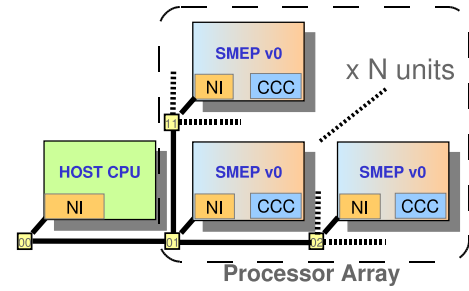 SMEP v0
NI CCC
x N units
11
HOST CPU
NI
SMEP v0
NI CCC
SMEP v0
NI CCC
00
01
02
Processor Array